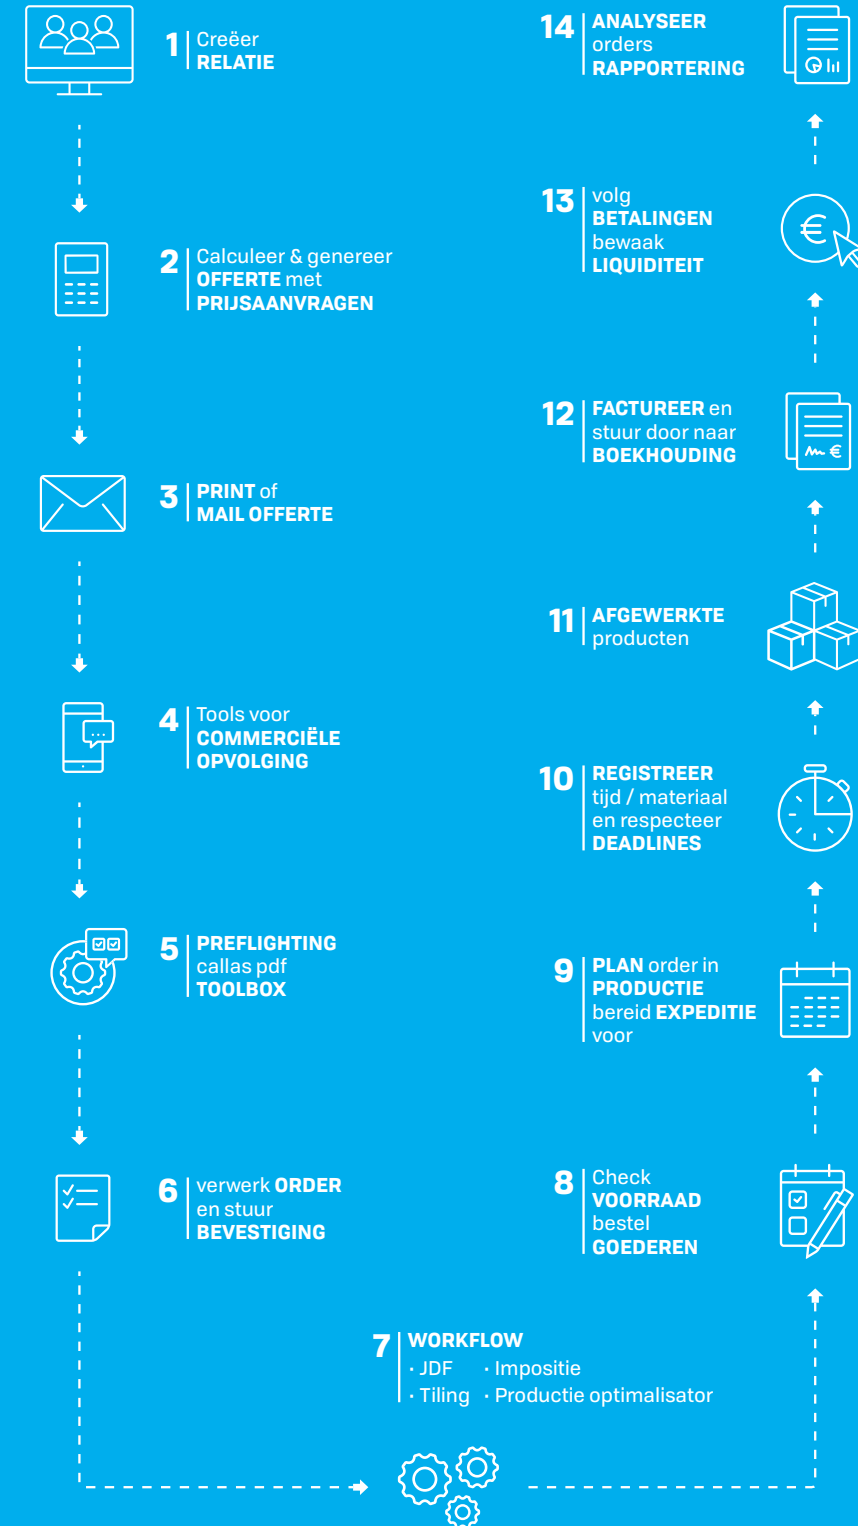 1
Creëer
RELATIE
2
Calculeer & genereer
OFFERTE met
PRIJSAANVRAGEN
3
PRINT of
MAIL OFFERTE
4
Tools voor
COMMERCIËLE
OPVOLGING
5
PREFLIGHTING
callas pdf
TOOLBOX
6
verwerk ORDER
en stuur
BEVESTIGING
7
WORKFLOW
· JDF · Impositie
· Tiling · Productie optimalisator
8
Check
VOORRAAD
bestel
GOEDEREN
9
PLAN order in
PRODUCTIE
bereid EXPEDITIE
voor
10
REGISTREER
tijd / materiaal
en respecteer
DEADLINES
11
AFGEWERKTE
producten
12
FACTUREER en
stuur door naar
BOEKHOUDING
€
13
volg
BETALINGEN
bewaak
LIQUIDITEIT
€
14
ANALYSEER
orders
RAPPORTERING